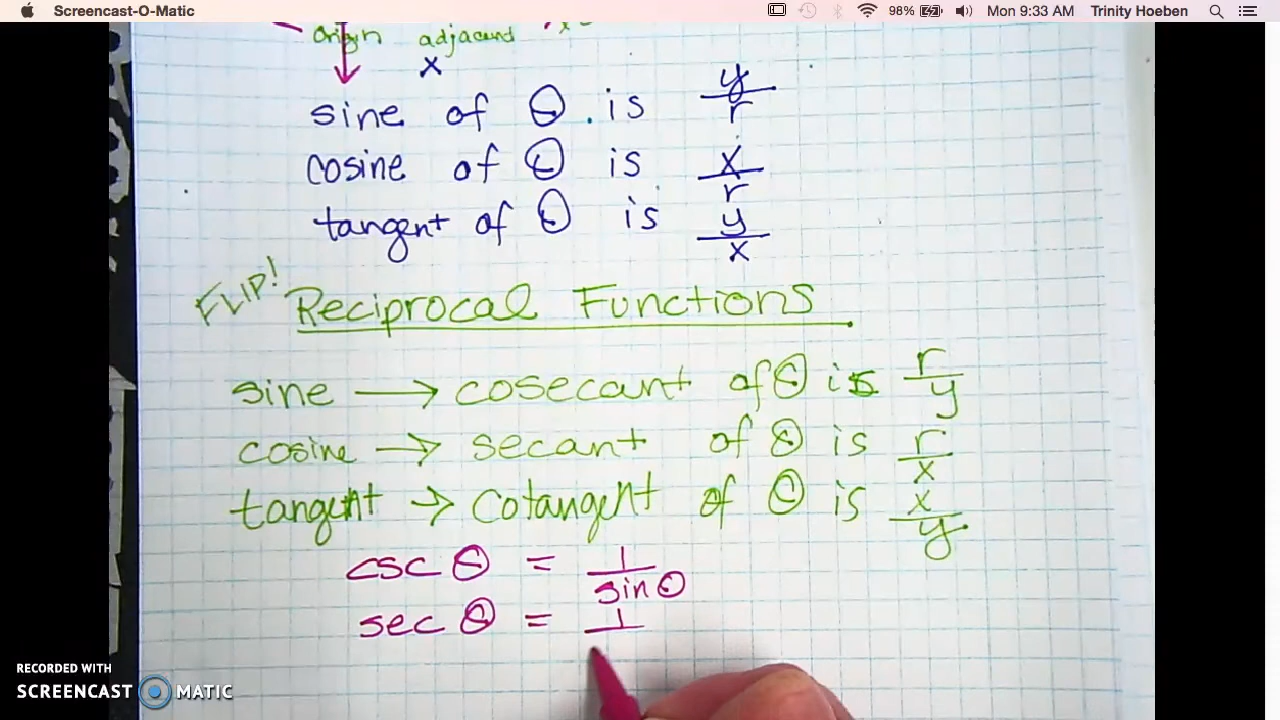 Screencast-O-Matic 98% Mon 9:33 AM Trinity Hoeben
origin adjacent
x
sine of θ is y/r
cosine of θ is x/r
tangent of θ is y/x
FLIP!
Reciprocal Functions
sine → cosecant of θ is r/y
cosine → secant of θ is r/x
tangent → cotangent of θ is x/y
csc θ = 1/sin θ
sec θ = 1/
RECORDED WITH
SCREENCAST MATIC